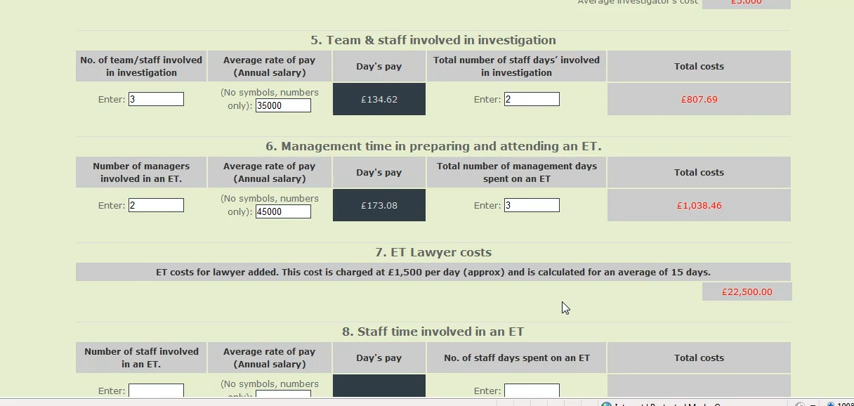 Average investigator's cost £5,000
5. Team & staff involved in investigation
No. of team/staff involved in investigation
Average rate of pay (Annual salary)
Day's pay
Total number of staff days' involved in investigation
Total costs
Enter: 3
(No symbols, numbers only): 35000
£134.62
Enter: 2
£807.69
6. Management time in preparing and attending an ET.
Number of managers involved in an ET.
Average rate of pay (Annual salary)
Day's pay
Total number of management days spent on an ET
Total costs
Enter: 2
(No symbols, numbers only): 45000
£173.08
Enter: 3
£1,038.46
7. ET Lawyer costs
ET costs for lawyer added. This cost is charged at £1,500 per day (approx) and is calculated for an average of 15 days.
£22,500.00
8. Staff time involved in an ET
Number of staff involved in an ET.
Average rate of pay (Annual salary)
Day's pay
No. of staff days spent on an ET
Total costs
Enter:
(No symbols, numbers
Enter: